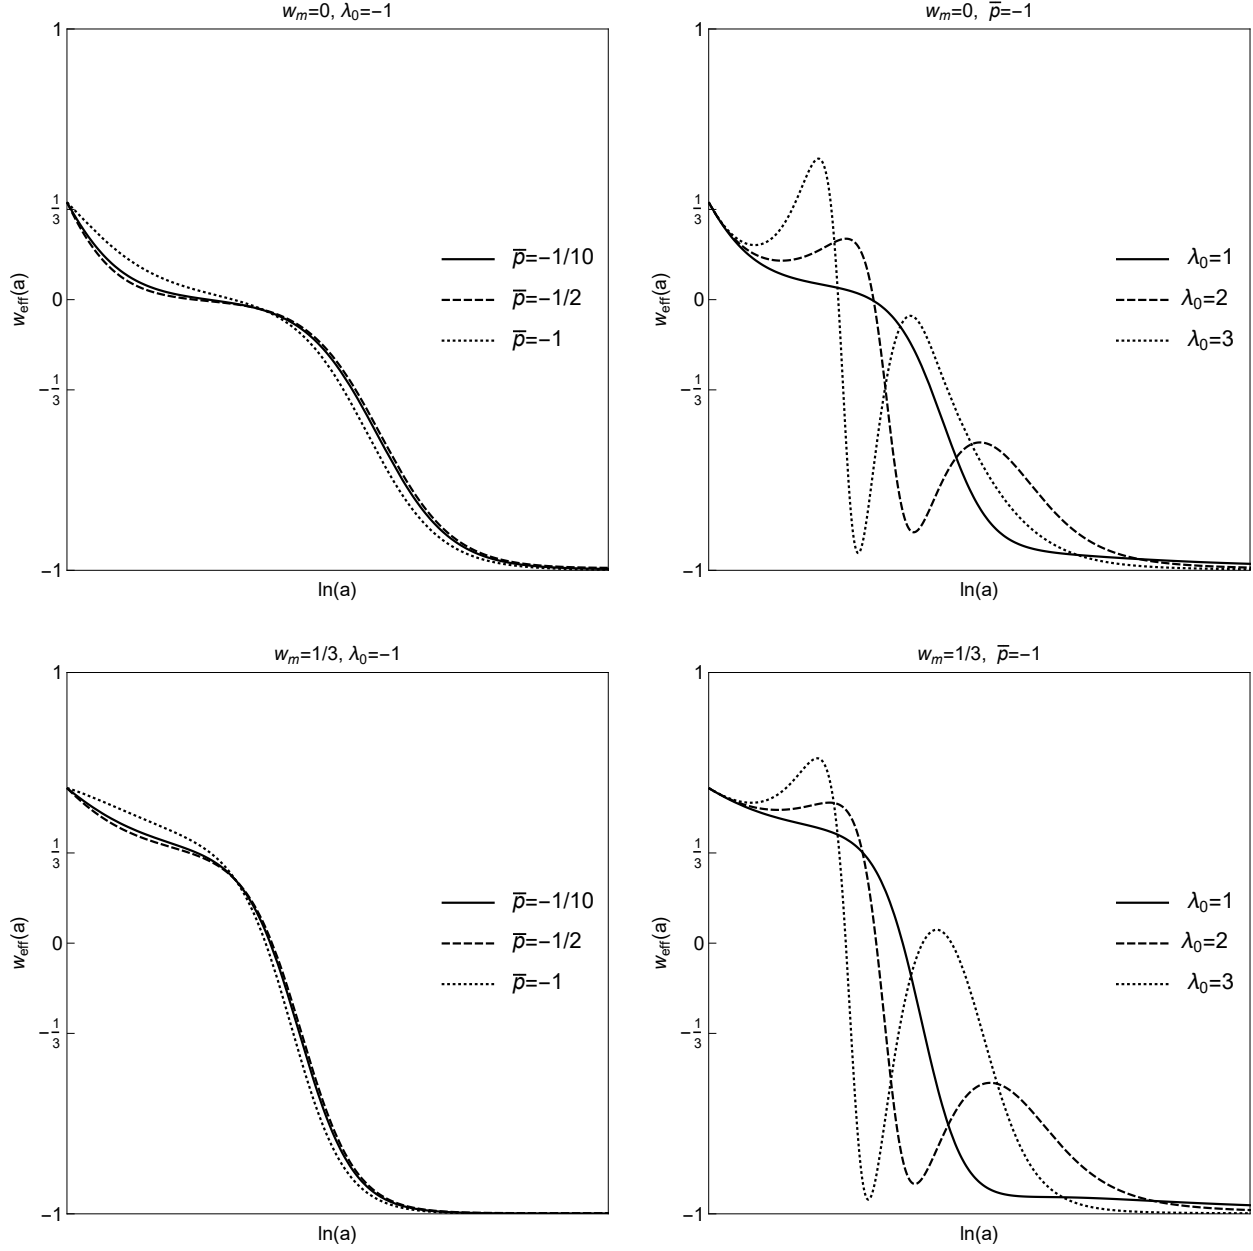 w_m=0, λ_0=−1
1
1/3
0
−1/3
−1
w_eff(a)
p̅=−1/10
p̅=−1/2
p̅=−1
ln(a)
w_m=0, p̅=−1
1
1/3
0
−1/3
−1
w_eff(a)
λ_0=1
λ_0=2
λ_0=3
ln(a)
w_m=1/3, λ_0=−1
1
1/3
0
−1/3
−1
w_eff(a)
p̅=−1/10
p̅=−1/2
p̅=−1
ln(a)
w_m=1/3, p̅=−1
1
1/3
0
−1/3
−1
w_eff(a)
λ_0=1
λ_0=2
λ_0=3
ln(a)